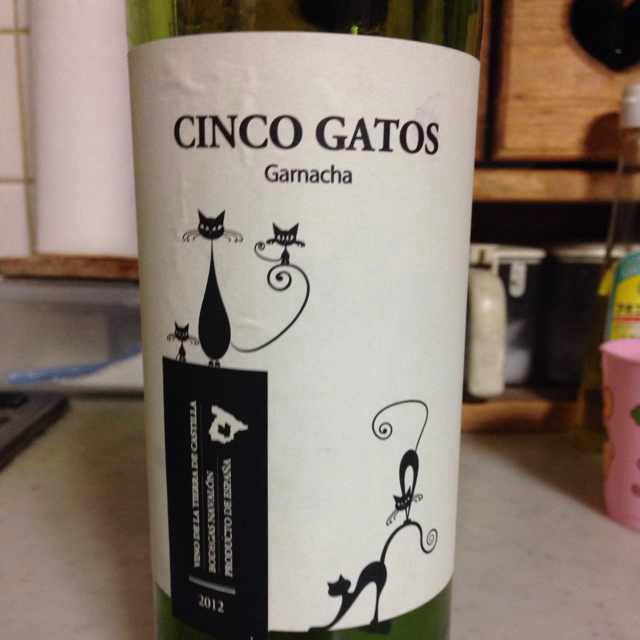 CINCO GATOS
Garnacha
VINO DE LA TIERRA DE CASTILLA
BODEGAS NAVALÓN
PRODUCTO DE ESPAÑA
2012